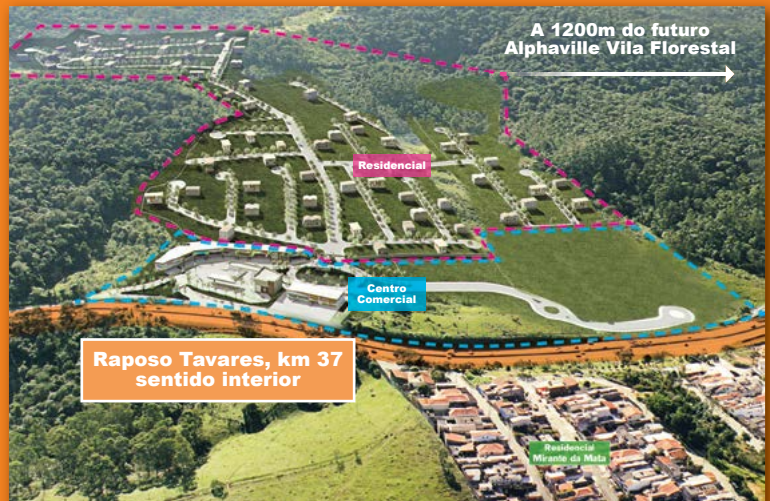 A 1200m do futuro
Alphaville Vila Florestal
Residencial
Centro
Comercial
Raposo Tavares, km 37
sentido interior
Residencial
Mirante da Mata